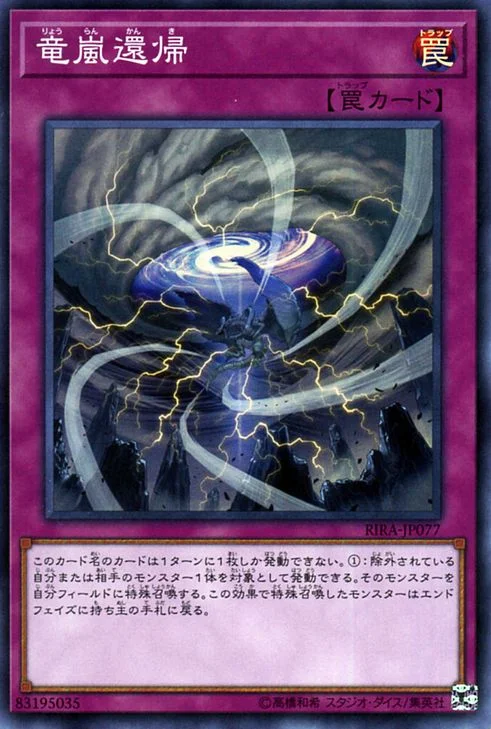 りょう らん かん き
竜嵐還帰
トラップ
罠
トラップ
【罠カード】
RIRA-JP077
このカード名のカードは1ターンに1枚しか発動できない。①：除外されている
自分または相手のモンスター1体を対象として発動できる。そのモンスターを
自分フィールドに特殊召喚する。この効果で特殊召喚したモンスターはエンド
フェイズに持ち主の手札に戻る。
83195035
©高橋和希 スタジオ・ダイス/集英社